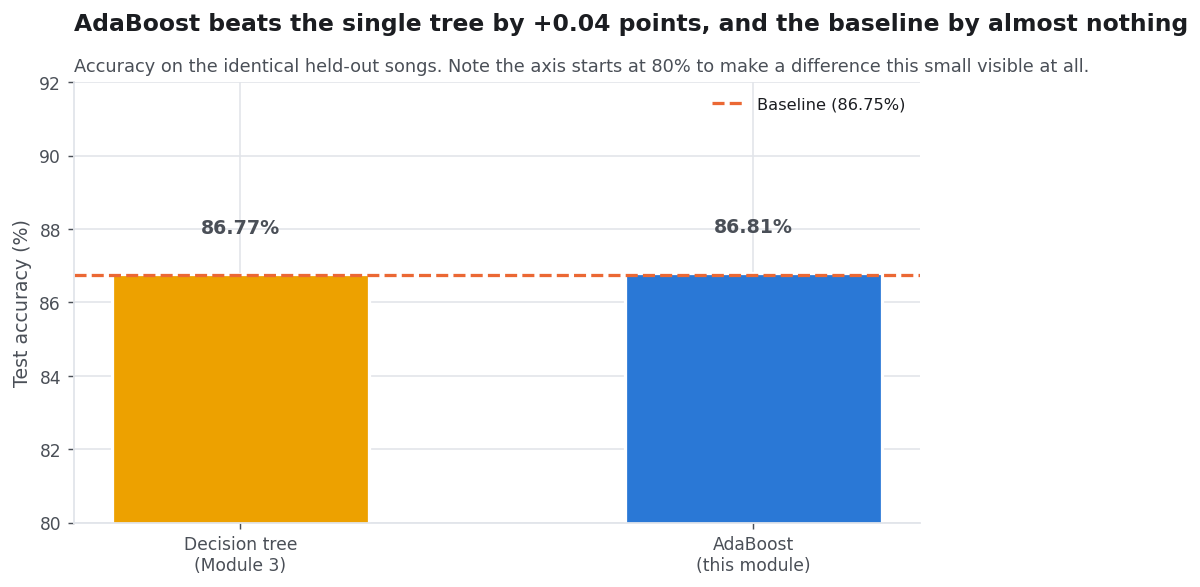 AdaBoost beats the single tree by +0.04 points, and the baseline by almost nothing
Accuracy on the identical held-out songs. Note the axis starts at 80% to make a difference this small visible at all.
92
90
88
86
84
82
80
Test accuracy (%)
Baseline (86.75%)
86.77%
86.81%
Decision tree
(Module 3)
AdaBoost
(this module)